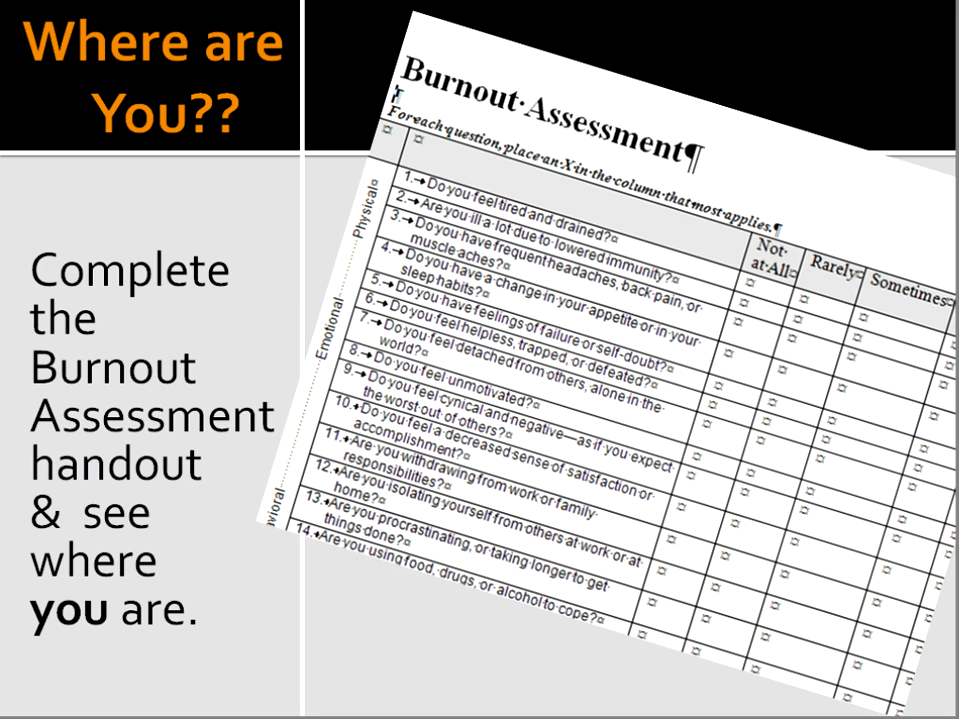 Where are
You??
Complete
the
Burnout
Assessment
handout
& see
where
you are.
Burnout·Assessment¶
¶
For·each·question,·place·an·X·in·the·column·that·most·applies.¶
Not·
at·All¤
Rarely¤
Sometimes¤
Physical¤
1.→Do·you·feel·tired·and·drained?¤
2.→Are·you·ill·a·lot·due·to·lowered·immunity?¤
3.→Do·you·have·frequent·headaches,·back·pain,·or·
muscle·aches?¤
4.→Do·you·have·a·change·in·your·appetite·or·in·your·
sleep·habits?¤
Emotional
5.→Do·you·have·feelings·of·failure·or·self-doubt?¤
6.→Do·you·feel·helpless,·trapped,·or·defeated?¤
7.→Do·you·feel·detached·from·others,·alone·in·the·
world?¤
8.→Do·you·feel·unmotivated?¤
9.→Do·you·feel·cynical·and·negative—as·if·you·expect·
the·worst·out·of·others?¤
10.→Do·you·feel·a·decreased·sense·of·satisfaction·or·
accomplishment?¤
vioral
11.→Are·you·withdrawing·from·work·or·family·
responsibilities?¤
12.→Are·you·isolating·yourself·from·others·at·work·or·at·
home?¤
13.→Are·you·procrastinating,·or·taking·longer·to·get·
things·done?¤
14.→Are·you·using·food,·drugs,·or·alcohol·to·cope?¤